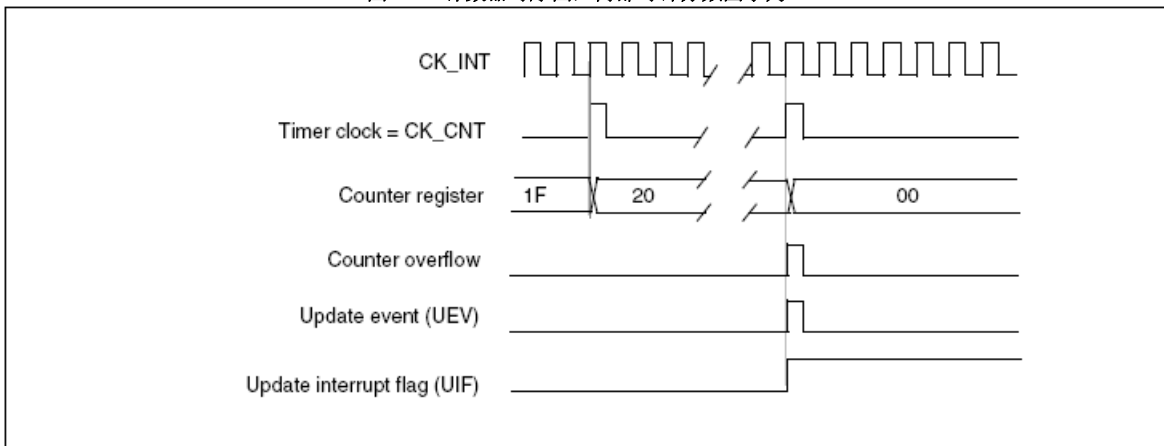 CK_INT
Timer clock = CK_CNT
Counter register 1F 20 00
Counter overflow
Update event (UEV)
Update interrupt flag (UIF)